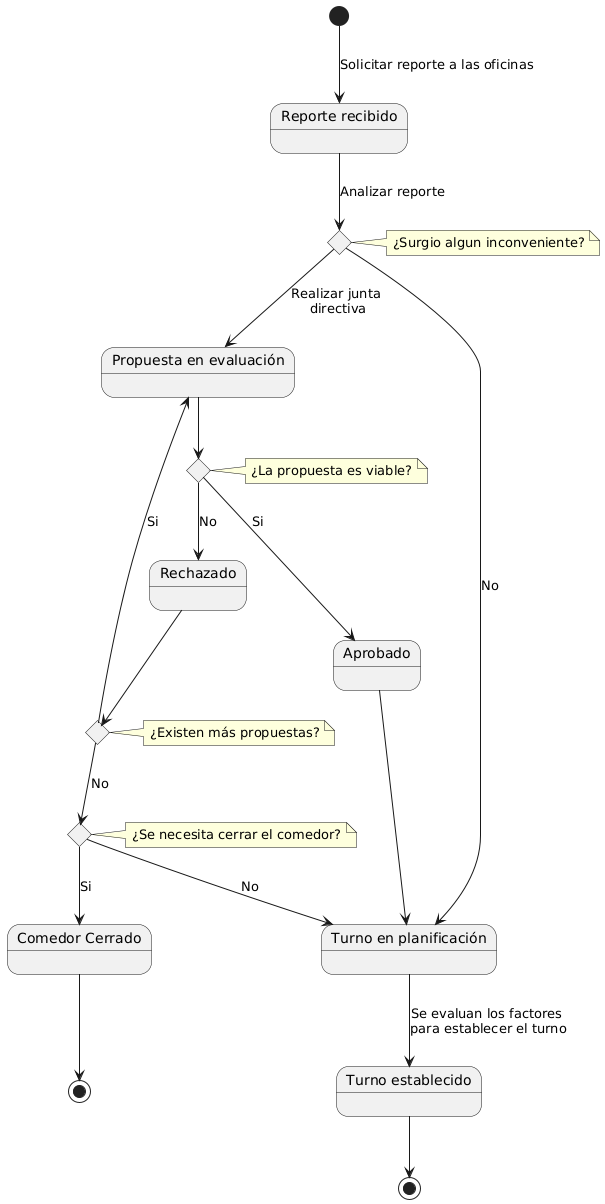 Solicitar reporte a las oficinas
Reporte recibido
Analizar reporte
¿Surgio algun inconveniente?
Realizar junta
directiva
Propuesta en evaluación
¿La propuesta es viable?
Si
No
Si
Rechazado
No
Aprobado
¿Existen más propuestas?
No
¿Se necesita cerrar el comedor?
Si
No
Comedor Cerrado
Turno en planificación
Se evaluan los factores
para establecer el turno
Turno establecido